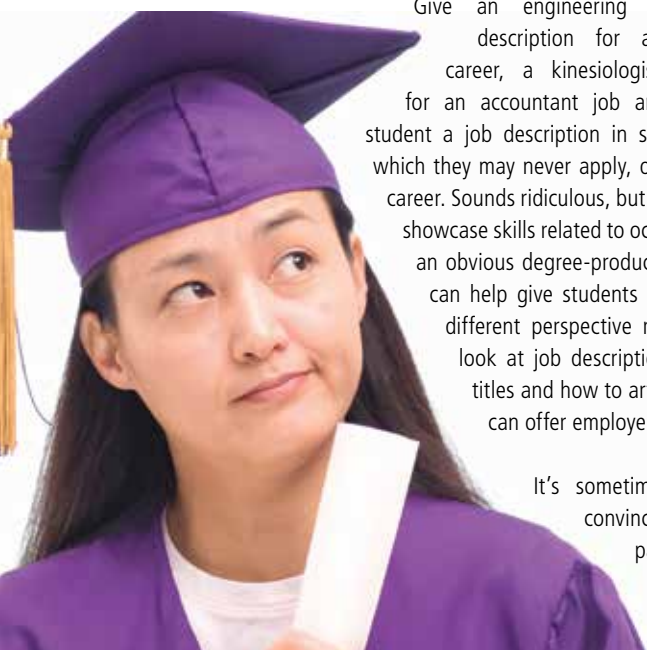 Give an engineering
description for a
career, a kinesiologis
for an accountant job a
student a job description in s
which they may never apply, o
career. Sounds ridiculous, but
showcase skills related to oc
an obvious degree-produc
can help give students
different perspective
look at job descripti
titles and how to ar
can offer employe
It's sometim
convinc
p